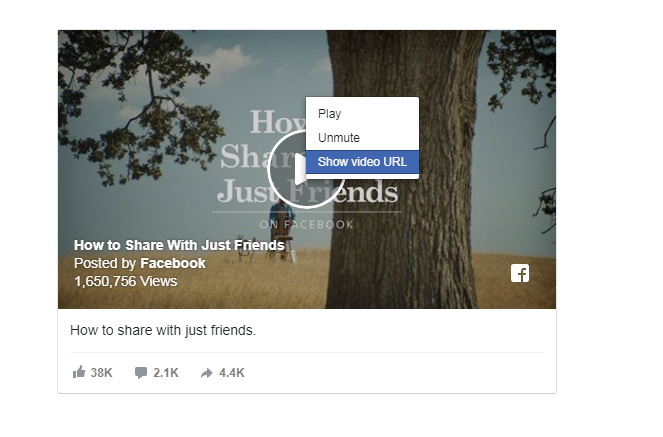 How
Play
Unmute
Share
Show video URL
Just Friends
ON FACEBOOK
How to Share With Just Friends
Posted by Facebook
1,650,756 Views
How to share with just friends.
38K 2.1K 4.4K